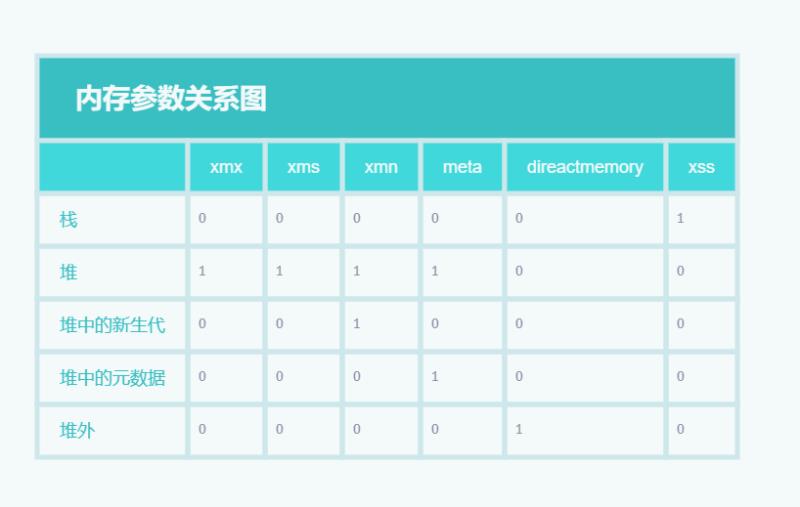 内存参数关系图
xmx xms xmn meta direactmemory xss
栈 0 0 0 0 0 1
堆 1 1 1 1 0 0
堆中的新生代 0 0 1 0 0 0
堆中的元数据 0 0 0 1 0 0
堆外 0 0 0 0 1 0